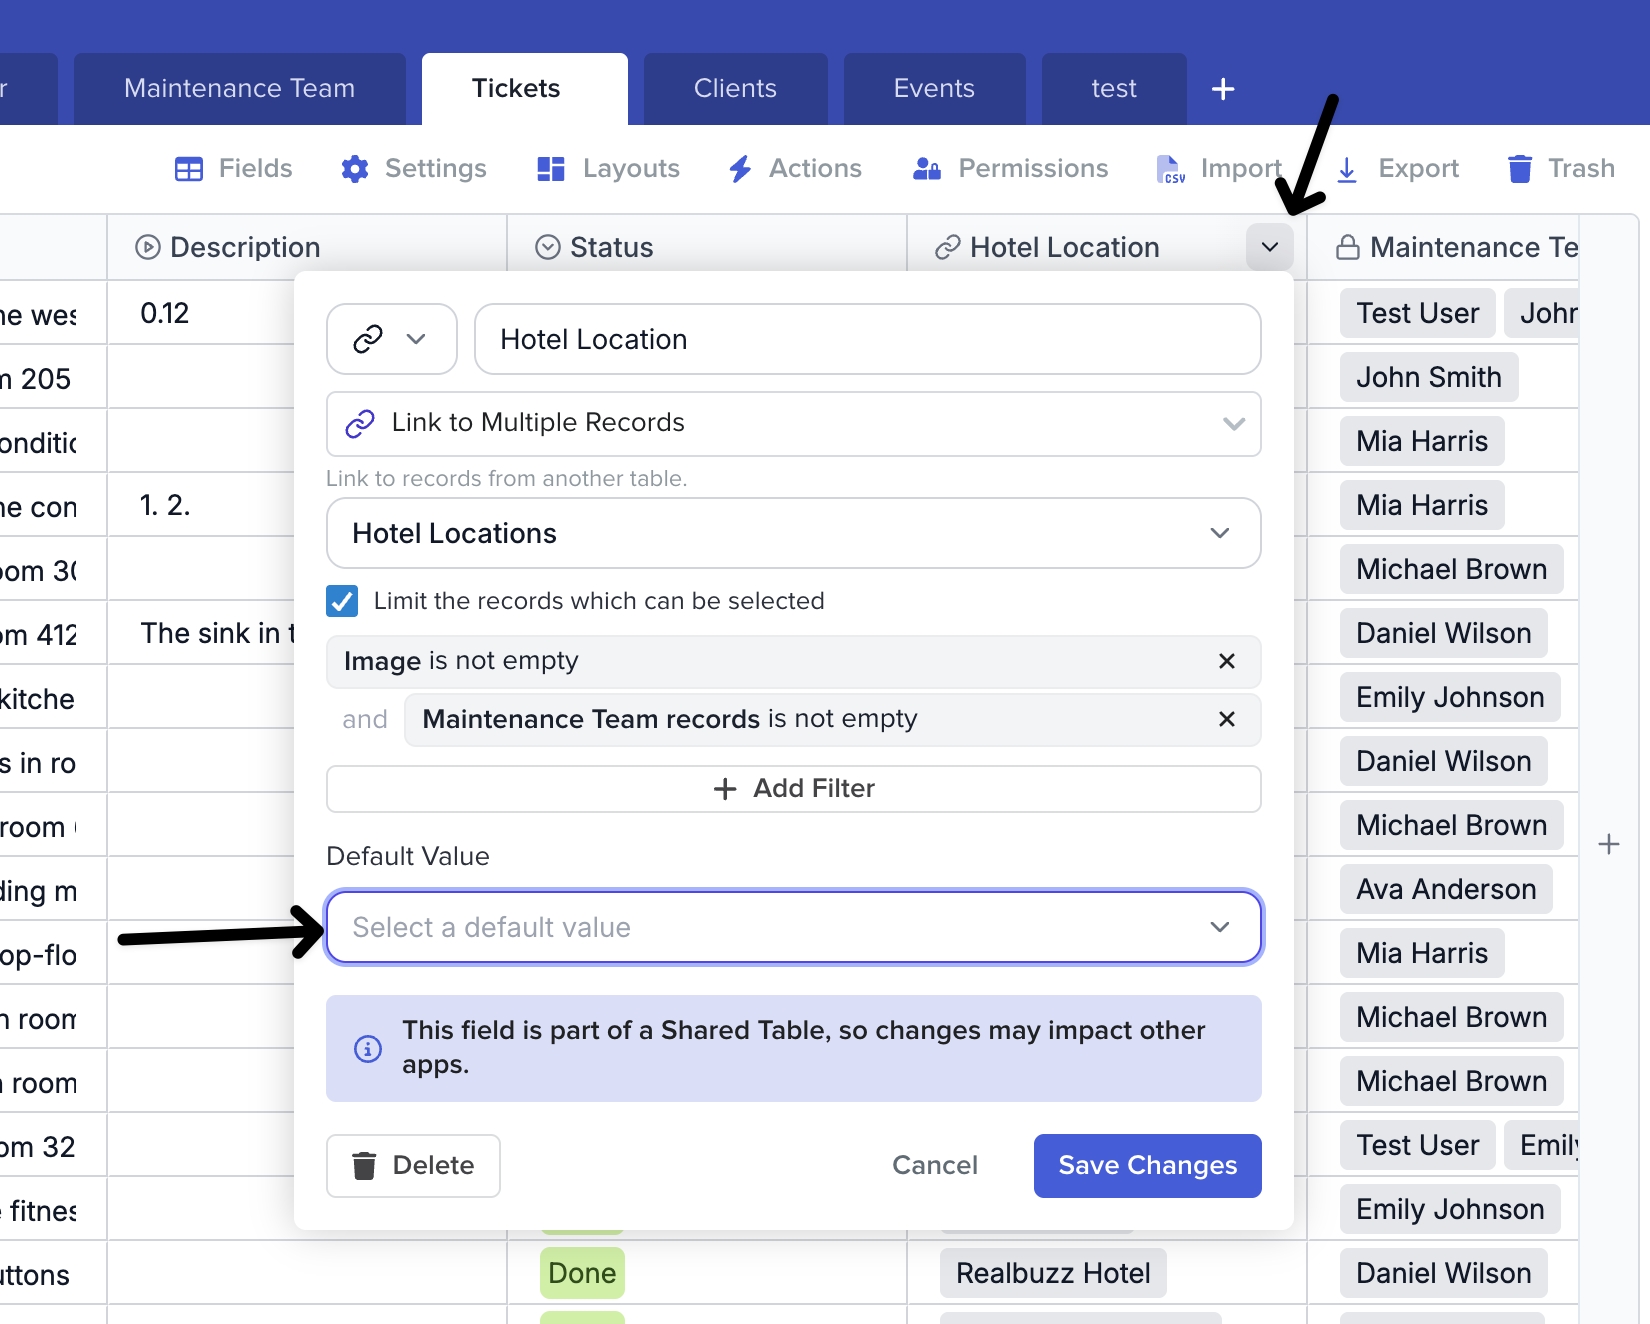 r
Maintenance Team
Tickets
Clients
Events
test
Fields
Settings
Layouts
Actions
Permissions
CSV
Import
Export
Trash
Description
Status
Hotel Location
Maintenance Te
Hotel Location
Link to Multiple Records
Link to records from another table.
Hotel Locations
Limit the records which can be selected
Image is not empty
and
Maintenance Team records is not empty
Add Filter
Default Value
Select a default value
This field is part of a Shared Table, so changes may impact other
apps.
Delete
Cancel
Save Changes
ne wes
0.12
Test User
John
m 205
John Smith
onditic
Mia Harris
ne con
1. 2.
Mia Harris
oom 30
Michael Brown
om 412
The sink in t
Daniel Wilson
kitche
Emily Johnson
s in ro
Daniel Wilson
room
Michael Brown
ding m
Ava Anderson
op-flo
Mia Harris
n room
Michael Brown
n room
Michael Brown
om 32
Test User
Emily
e fitnes
Emily Johnson
uttons
Done
Realbuzz Hotel
Daniel Wilson